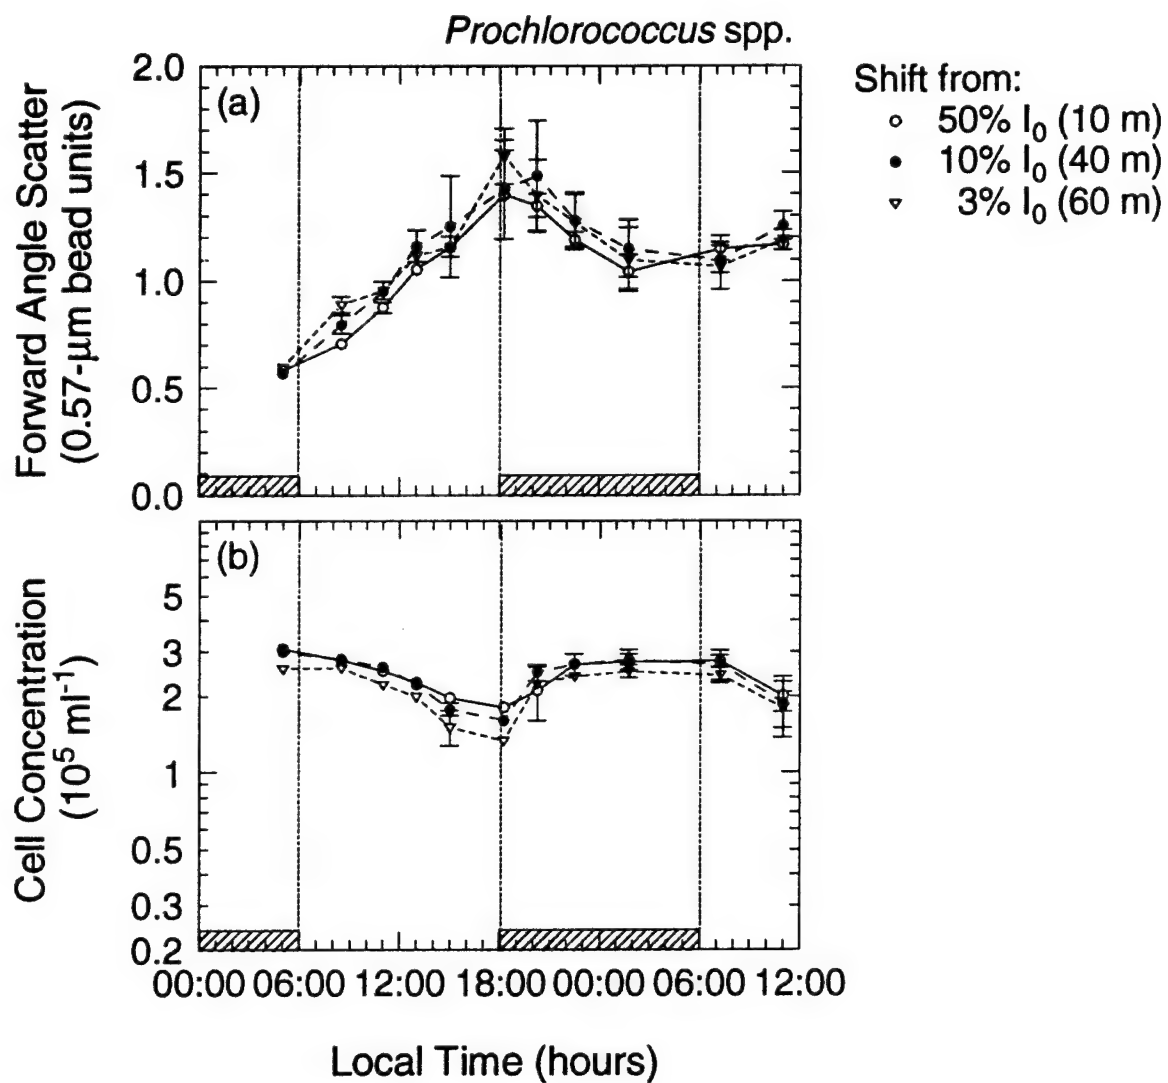 Prochlorococcus spp.
Forward Angle Scatter
(0.57-µm bead units)
2.0
1.5
1.0
0.5
0.0
(a)
Shift from:
50% I0 (10 m)
10% I0 (40 m)
3% I0 (60 m)
Cell Concentration
(10⁵ ml⁻¹)
5
3
2
1
0.5
0.3
0.2
(b)
00:00 06:00 12:00 18:00 00:00 06:00 12:00
Local Time (hours)